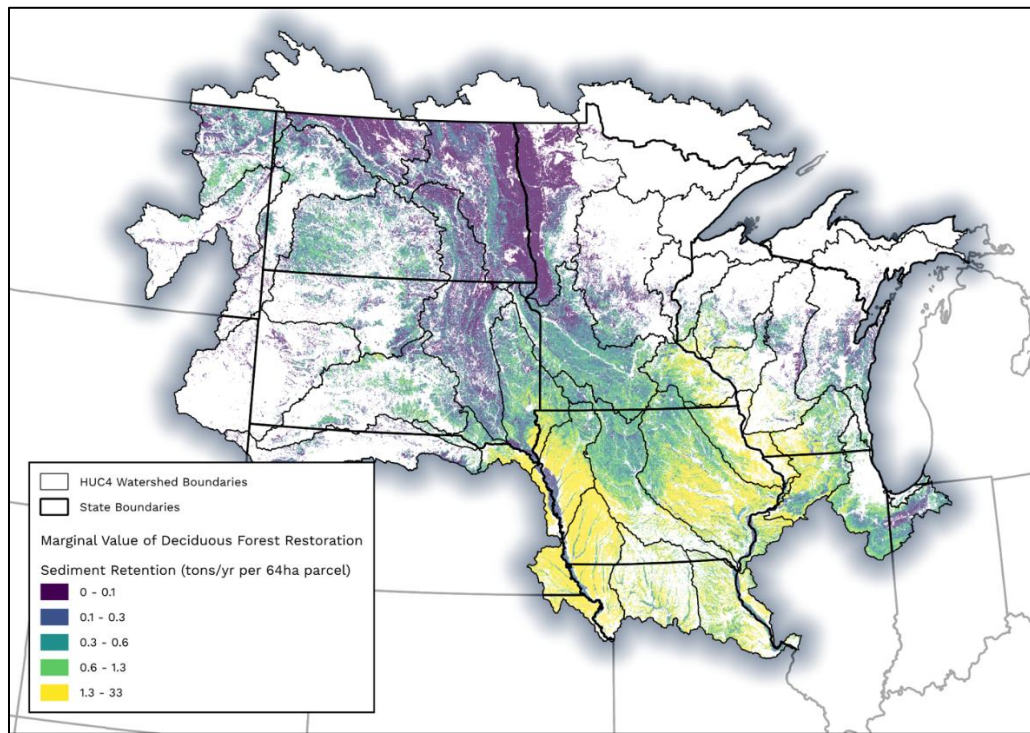 HUC4 Watershed Boundaries
State Boundaries
Marginal Value of Deciduous Forest Restoration
Sediment Retention (tons/yr per 64ha parcel)
0 - 0.1
0.1 - 0.3
0.3 - 0.6
0.6 - 1.3
1.3 - 33